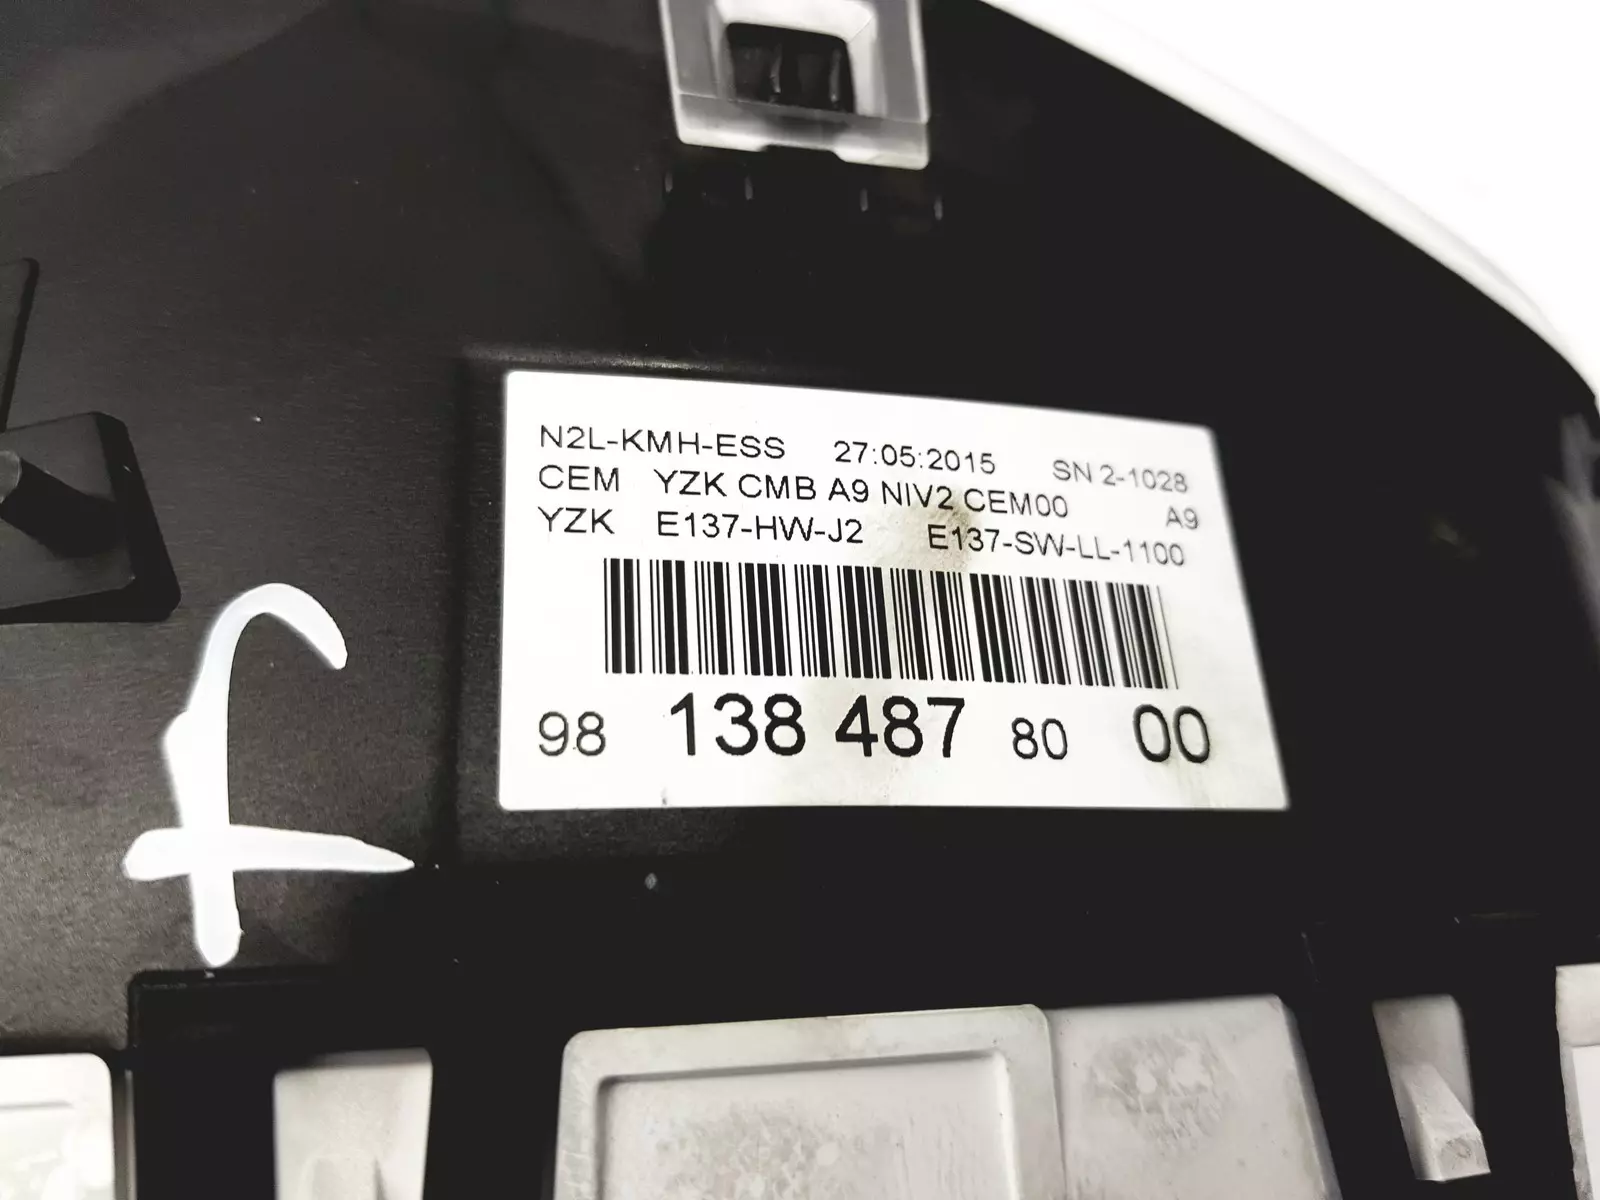 N2L-KMH-ESS 27:05:2015 SN 2-1028
CEM YZK CMB A9 NIV2 CEM00 A9
YZK E137-HW-J2 E137-SW-LL-1100
98 138 487 80 00
f